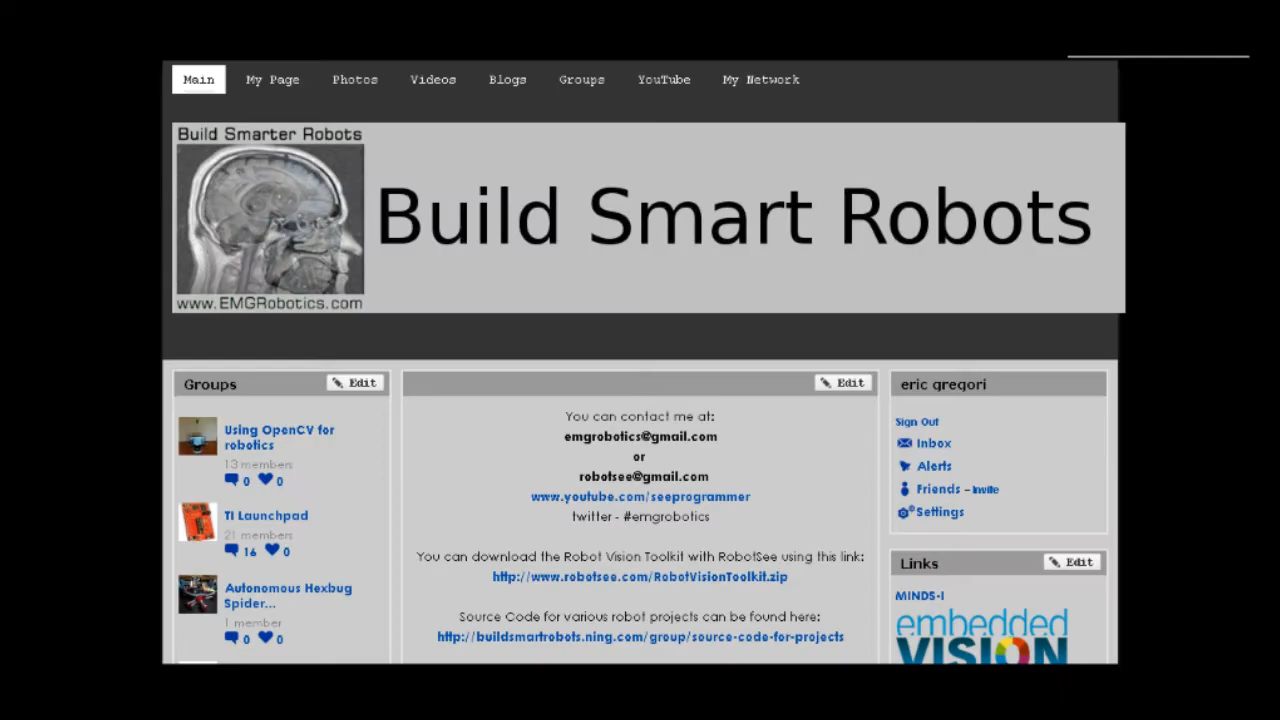 Main My Page Photos Videos Blogs Groups YouTube My Network
Build Smarter Robots
Build Smart Robots
www.EMGRobotics.com
Groups
Edit
Using OpenCV for
robotics
13 members
0 0
TI Launchpad
21 members
16 0
Autonomous Hexbug
Spider...
1 member
0 0
Edit
You can contact me at:
emgrobotics@gmail.com
or
robotsee@gmail.com
www.youtube.com/seeprogrammer
twitter - #emgrobotics
You can download the Robot Vision Toolkit with RobotSee using this link:
http://www.robotsee.com/RobotVisionToolkit.zip
Source Code for various robot projects can be found here:
http://buildsmartrobots.ning.com/group/source-code-for-projects
eric gregori
Sign Out
Inbox
Alerts
Friends – Invite
Settings
Links
Edit
MINDS-I
embedded
VISION